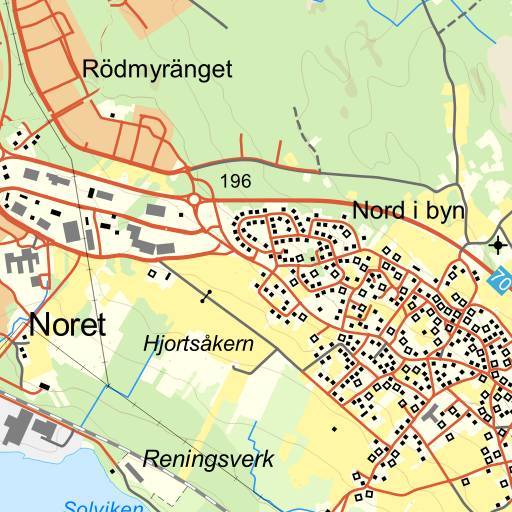 Rödmyränget
196
Nord i byn
70
Noret
Hjortsåkern
Reningsverk
Solviken